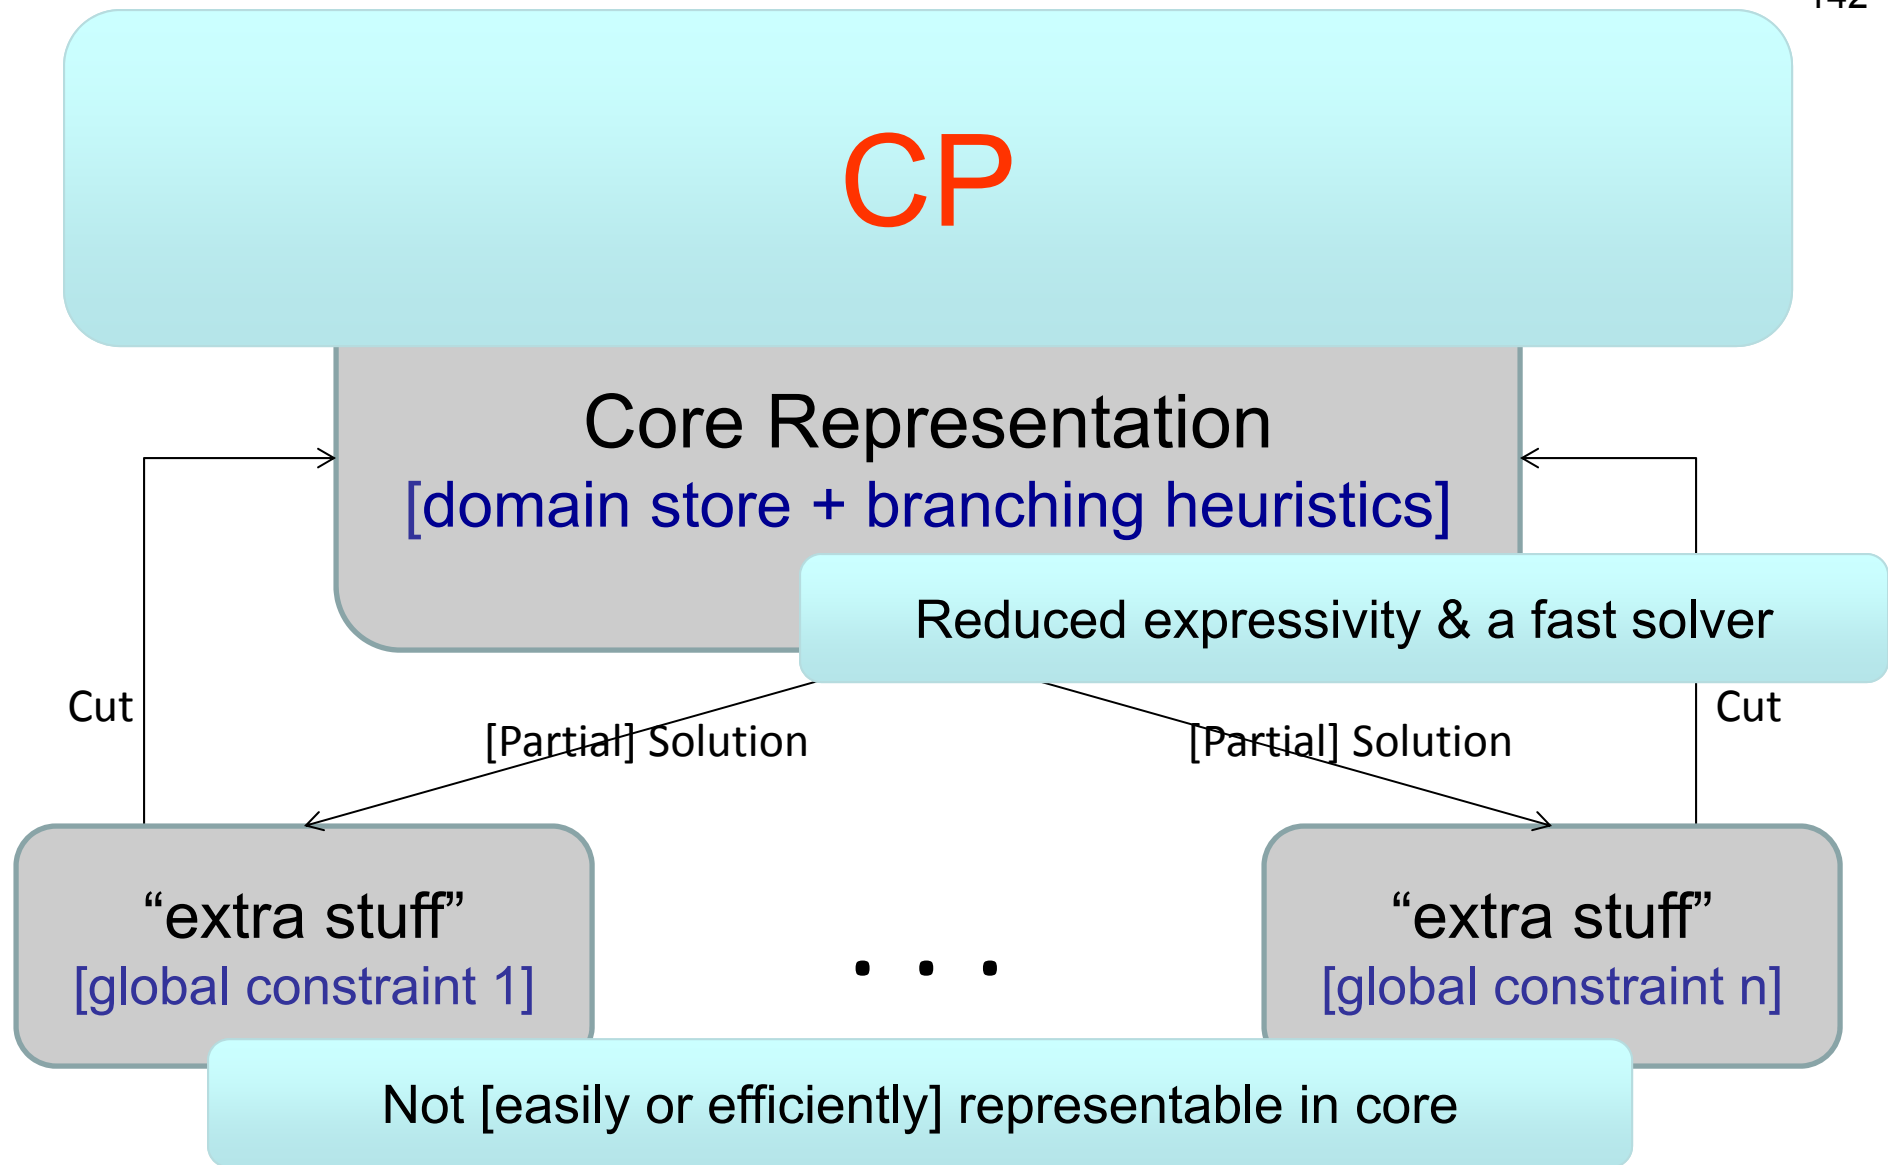 142
CP
Core Representation
[domain store + branching heuristics]
Reduced expressivity & a fast solver
Cut
Cut
[Partial] Solution
[Partial] Solution
“extra stuff”
[global constraint 1]
. . .
“extra stuff”
[global constraint n]
Not [easily or efficiently] representable in core